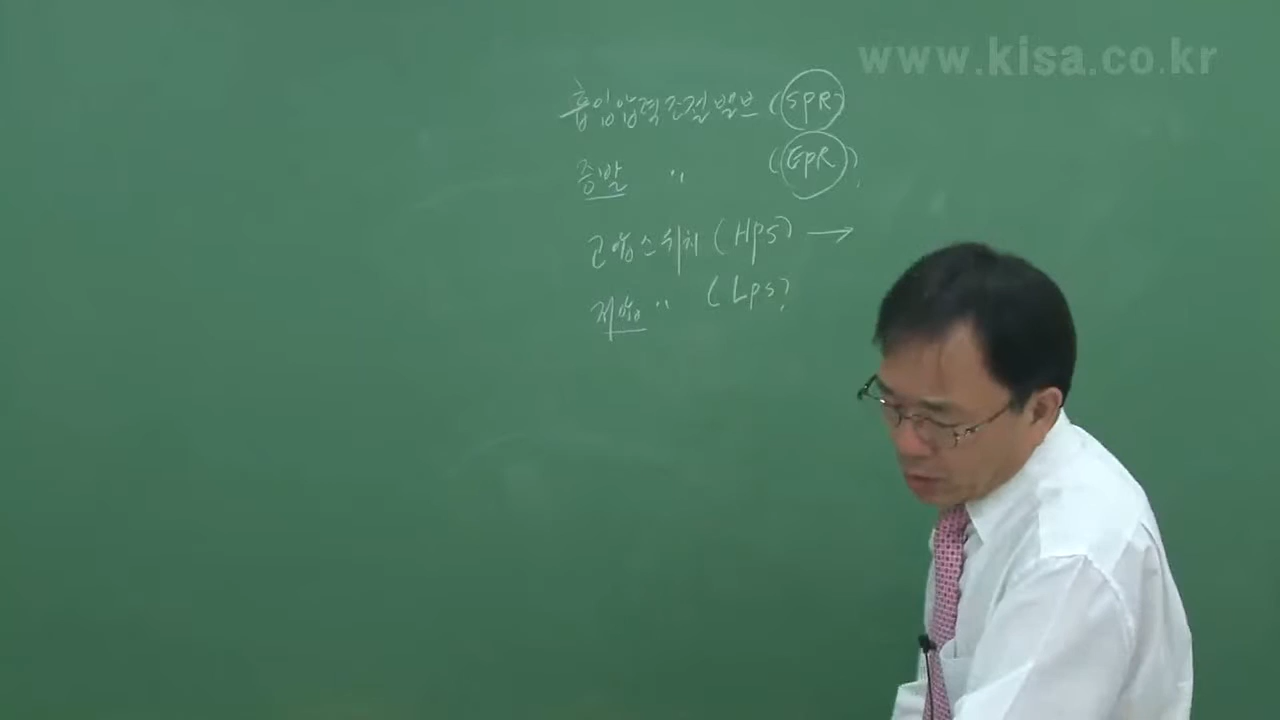 www.kisa.co.kr
흡입압력조절밸브 (SPR)
증발 〃 (EPR)
고압스위치 (HPS) →
저압 〃 (LPS)